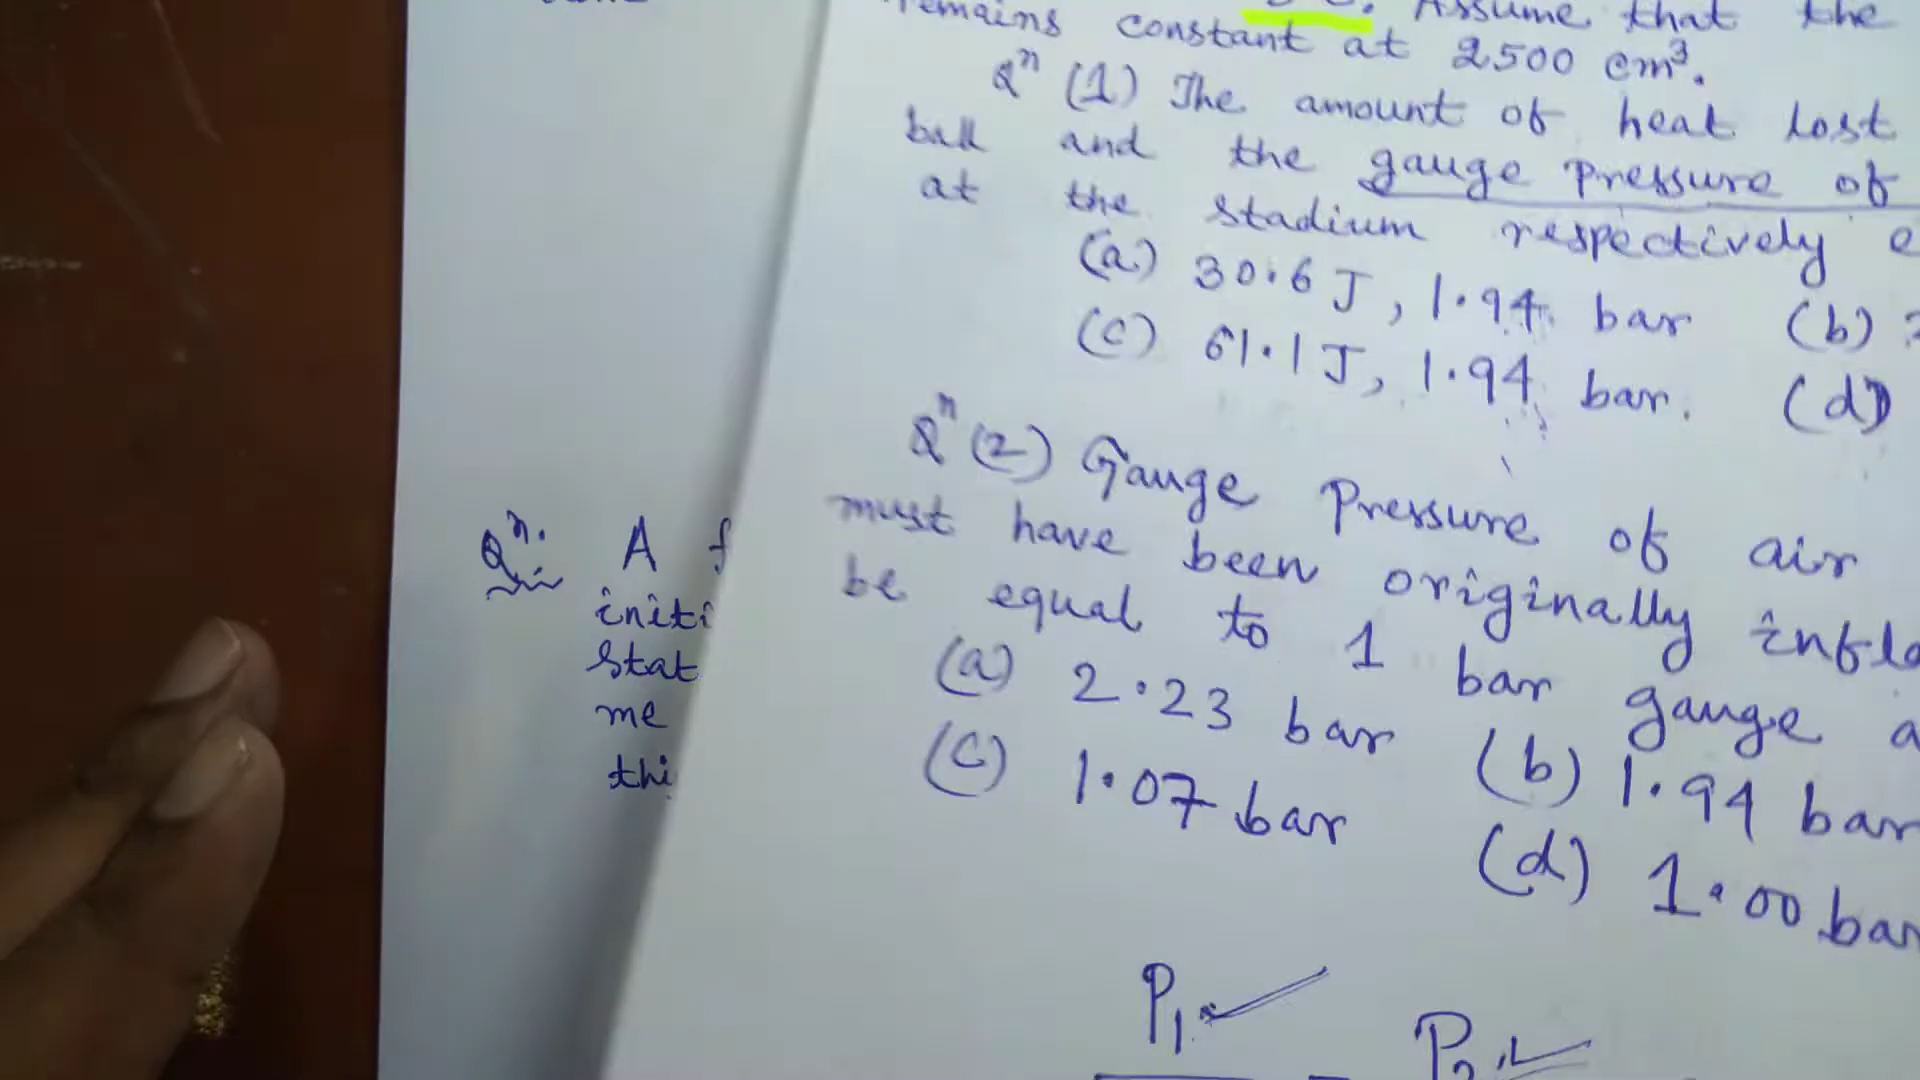 remains constant at 2500 cm³.
Assume that the
Qⁿ (1) The amount of heat lost
ball and the gauge pressure of
at the stadium respectively
(a) 30.6 J, 1.94 bar (b)
(c) 61.1 J, 1.94 bar. (d)
Qⁿ (2) Gauge Pressure of air
must have been originally
be equal to 1 bar gauge
(a) 2.23 bar (b) 1.94 bar
(c) 1.07 bar (d) 1.00 bar
P₁
P₂
Qⁿ. A f
initi
stat
me
thi